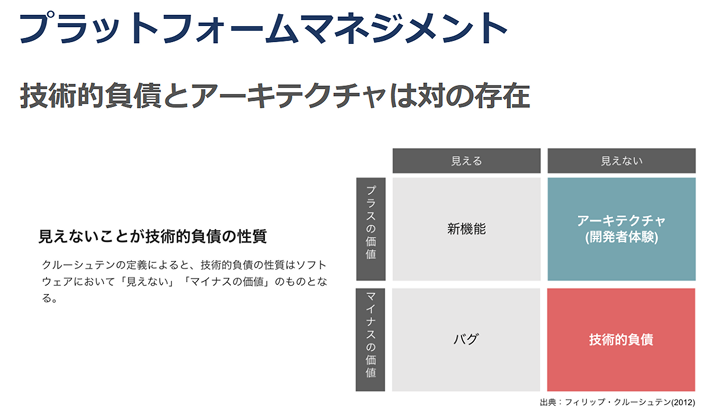 プラットフォームマネジメント
技術的負債とアーキテクチャは対の存在
見えないことが技術的負債の性質
クルーシュテンの定義によると、技術的負債の性質はソフト
ウェアにおいて「見えない」「マイナスの価値」のものとな
る。
見える
見えない
プラスの価値
新機能
アーキテクチャ
(開発者体験)
マイナスの価値
バグ
技術的負債
出典：フィリップ・クルーシュテン(2012)